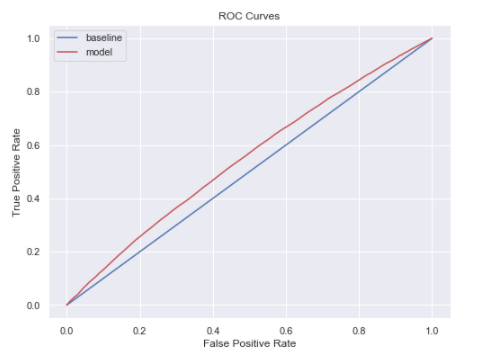 ROC Curves
baseline
model
True Positive Rate
1.0
0.8
0.6
0.4
0.2
0.0
0.0 0.2 0.4 0.6 0.8 1.0
False Positive Rate